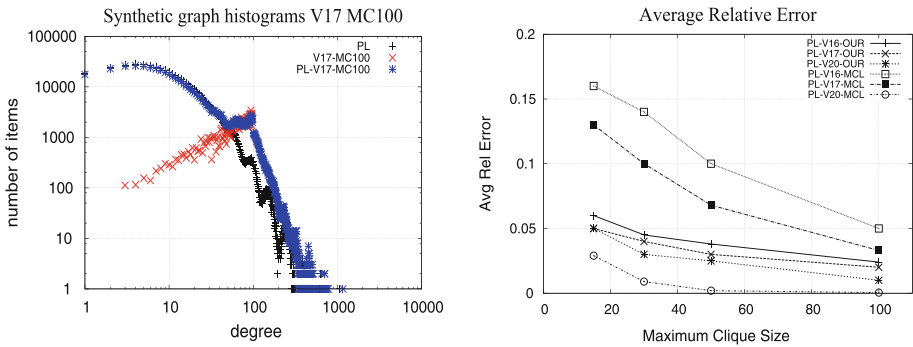 Synthetic graph histograms V17 MC100
100000
10000
1000
100
10
1
1 10 100 1000 10000
number of items
degree
PL
V17-MC100
PL-V17-MC100
Average Relative Error
0.2
0.15
0.1
0.05
0
0 20 40 60 80 100
Avg Rel Error
Maximum Clique Size
PL-V16-OUR
PL-V17-OUR
PL-V20-OUR
PL-V16-MCL
PL-V17-MCL
PL-V20-MCL